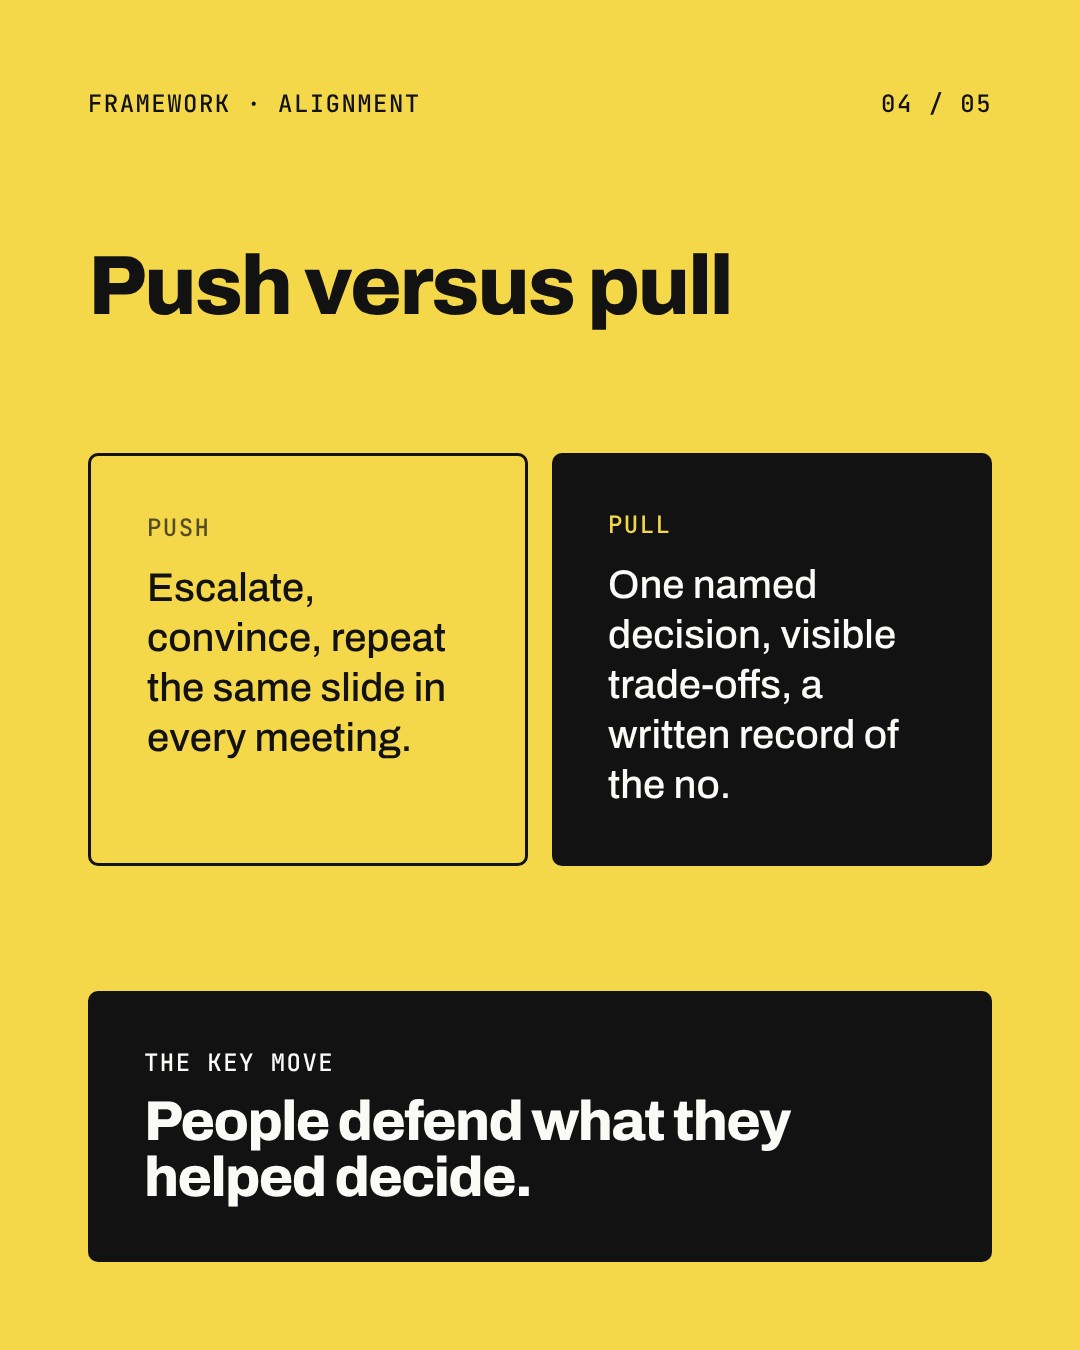 FRAMEWORK · ALIGNMENT
04 / 05
Push versus pull
PUSH
Escalate,
convince, repeat
the same slide in
every meeting.
PULL
One named
decision, visible
trade-offs, a
written record of
the no.
THE KEY MOVE
People defend what they
helped decide.